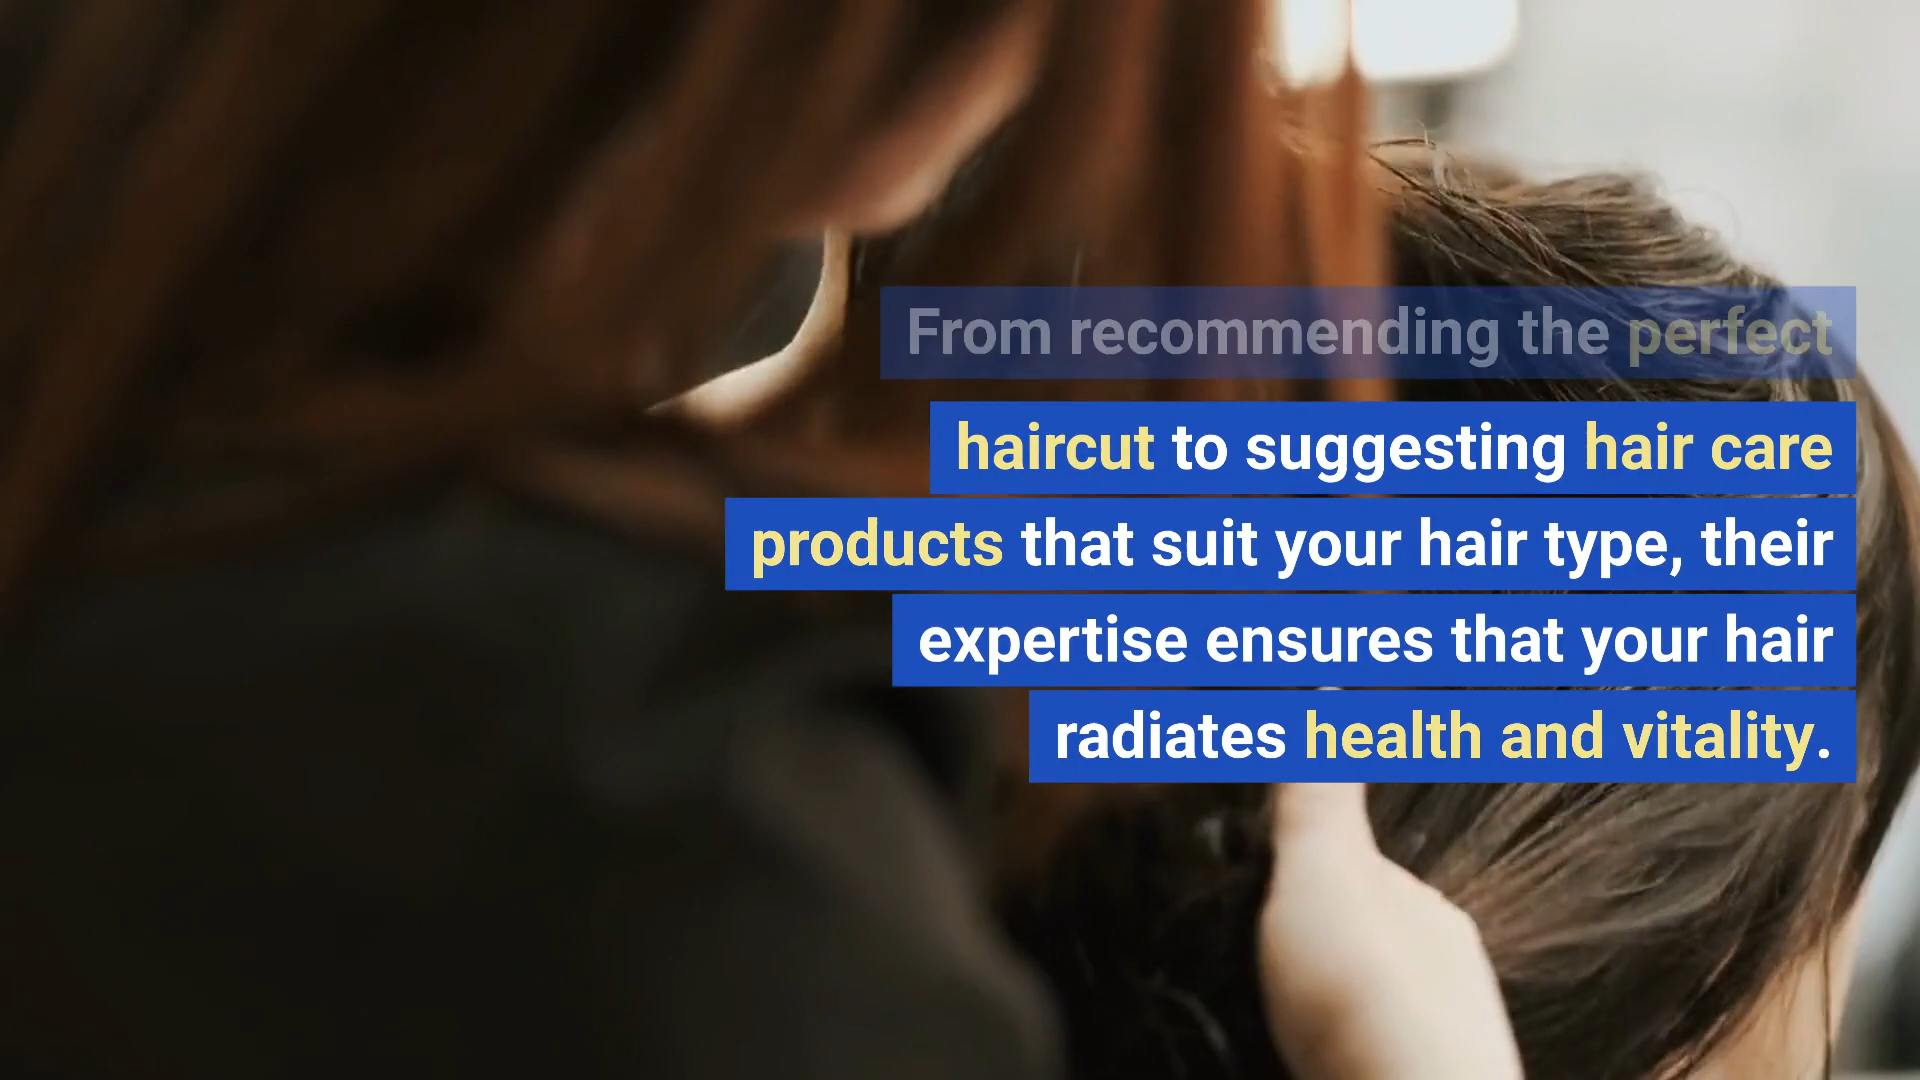 From recommending the perfect
haircut to suggesting hair care
products that suit your hair type, their
expertise ensures that your hair
radiates health and vitality.